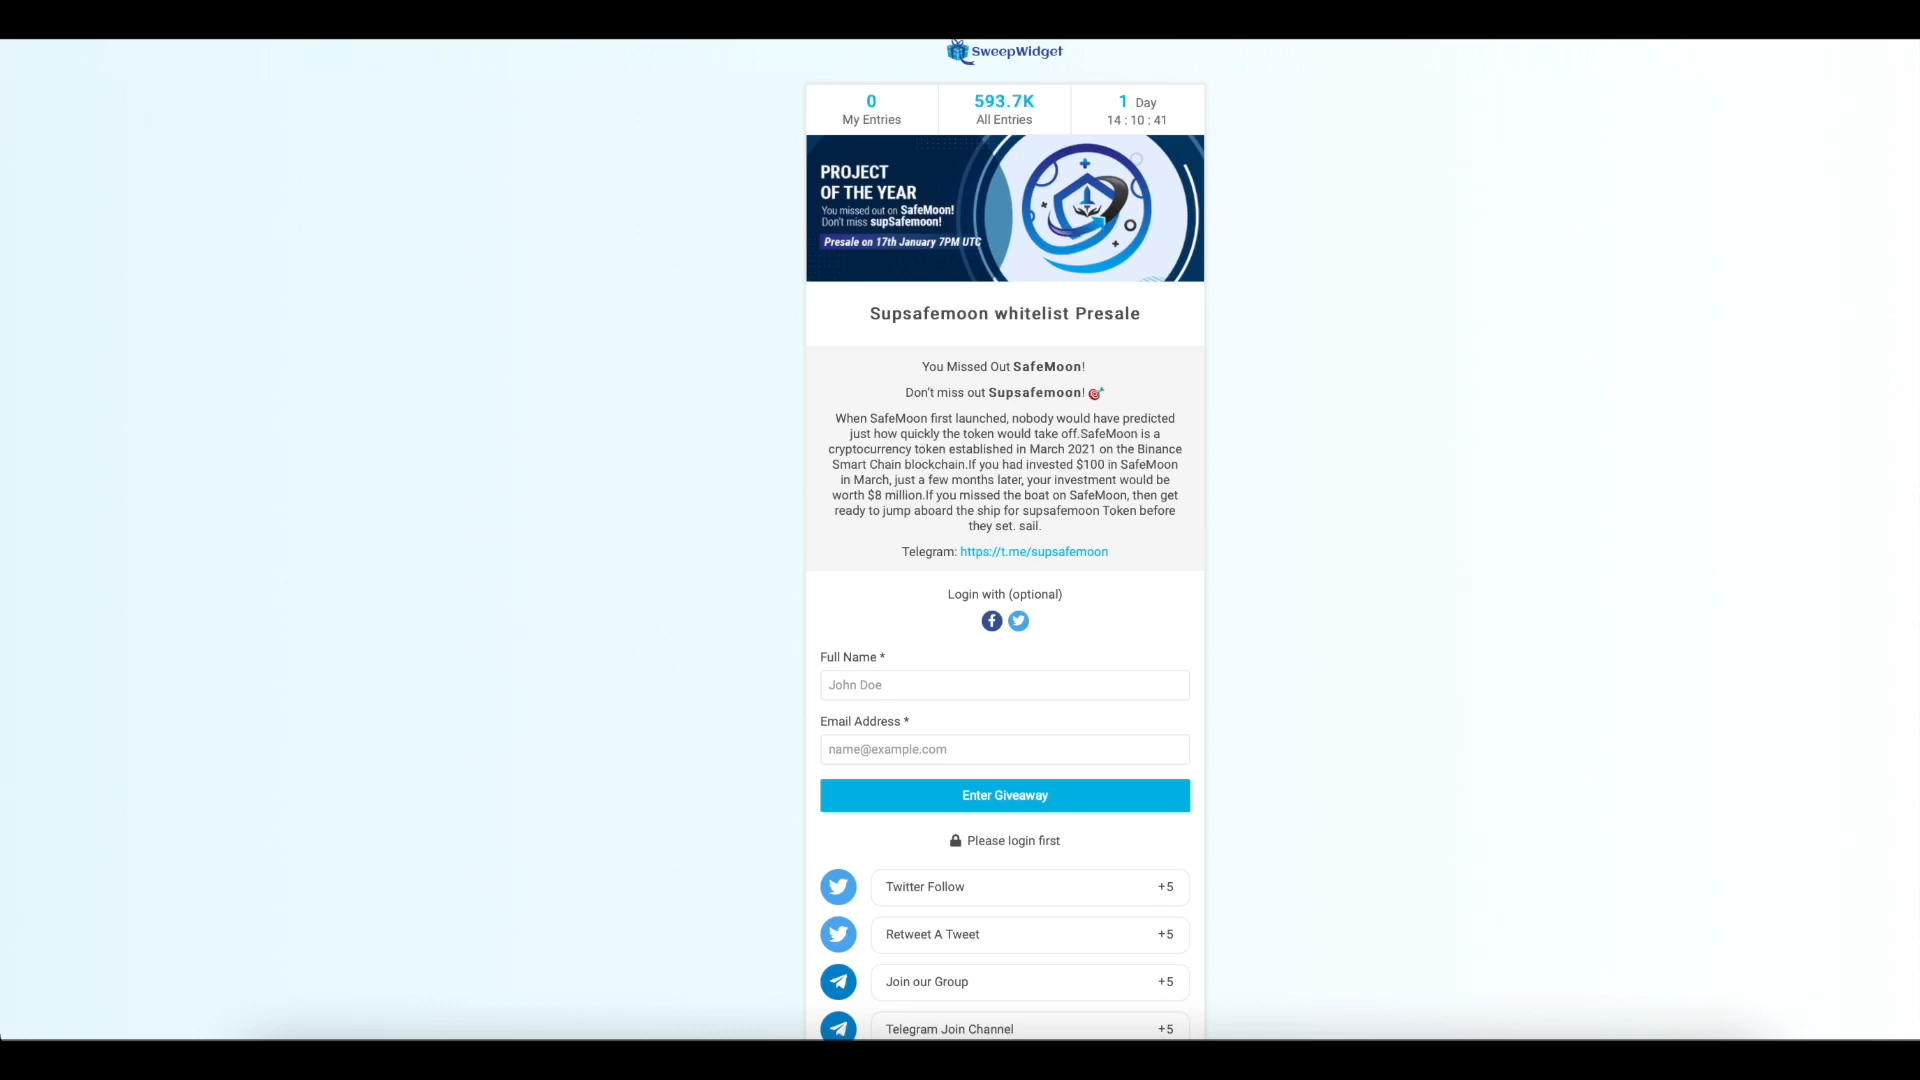 SweepWidget
0
My Entries
593.7K
All Entries
1 Day
14 : 10 : 41
PROJECT
OF THE YEAR
You missed out on SafeMoon!
Don't miss supSafemoon!
Presale on 17th January 7PM UTC
Supsafemoon whitelist Presale
You Missed Out SafeMoon!
Don't miss out Supsafemoon! 🎯
When SafeMoon first launched, nobody would have predicted
just how quickly the token would take off.SafeMoon is a
cryptocurrency token established in March 2021 on the Binance
Smart Chain blockchain.If you had invested $100 in SafeMoon
in March, just a few months later, your investment would be
worth $8 million.If you missed the boat on SafeMoon, then get
ready to jump aboard the ship for supsafemoon Token before
they set. sail.
Telegram: https://t.me/supsafemoon
Login with (optional)
Full Name *
John Doe
Email Address *
name@example.com
Enter Giveaway
Please login first
Twitter Follow +5
Retweet A Tweet +5
Join our Group +5
Telegram Join Channel +5